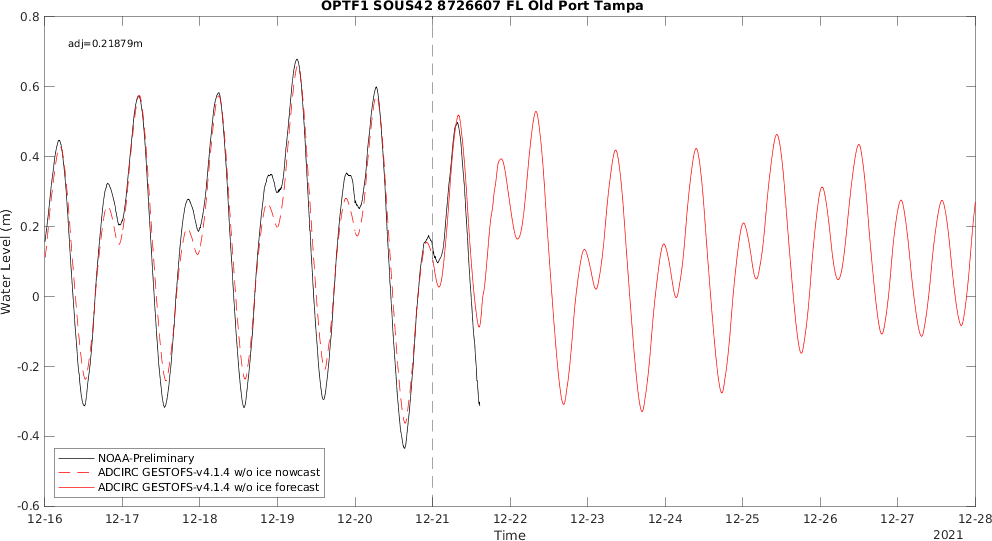 OPTF1 SOUS42 8726607 FL Old Port Tampa
adj=0.21879m
0.8
0.6
0.4
0.2
0
-0.2
-0.4
-0.6
Water Level (m)
NOAA-Preliminary
ADCIRC GESTOFS-v4.1.4 w/o ice nowcast
ADCIRC GESTOFS-v4.1.4 w/o ice forecast
12-16 12-17 12-18 12-19 12-20 12-21 12-22 12-23 12-24 12-25 12-26 12-27 12-28
Time
2021